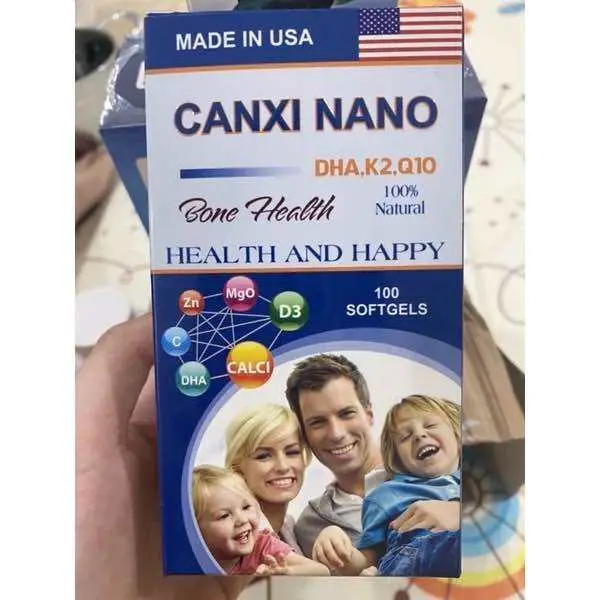 MADE IN USA
CANXI NANO
DHA,K2,Q10
Bone Health
100%
Natural
HEALTH AND HAPPY
Zn
MgO
D3
C
DHA
CALCI
100
SOFTGELS